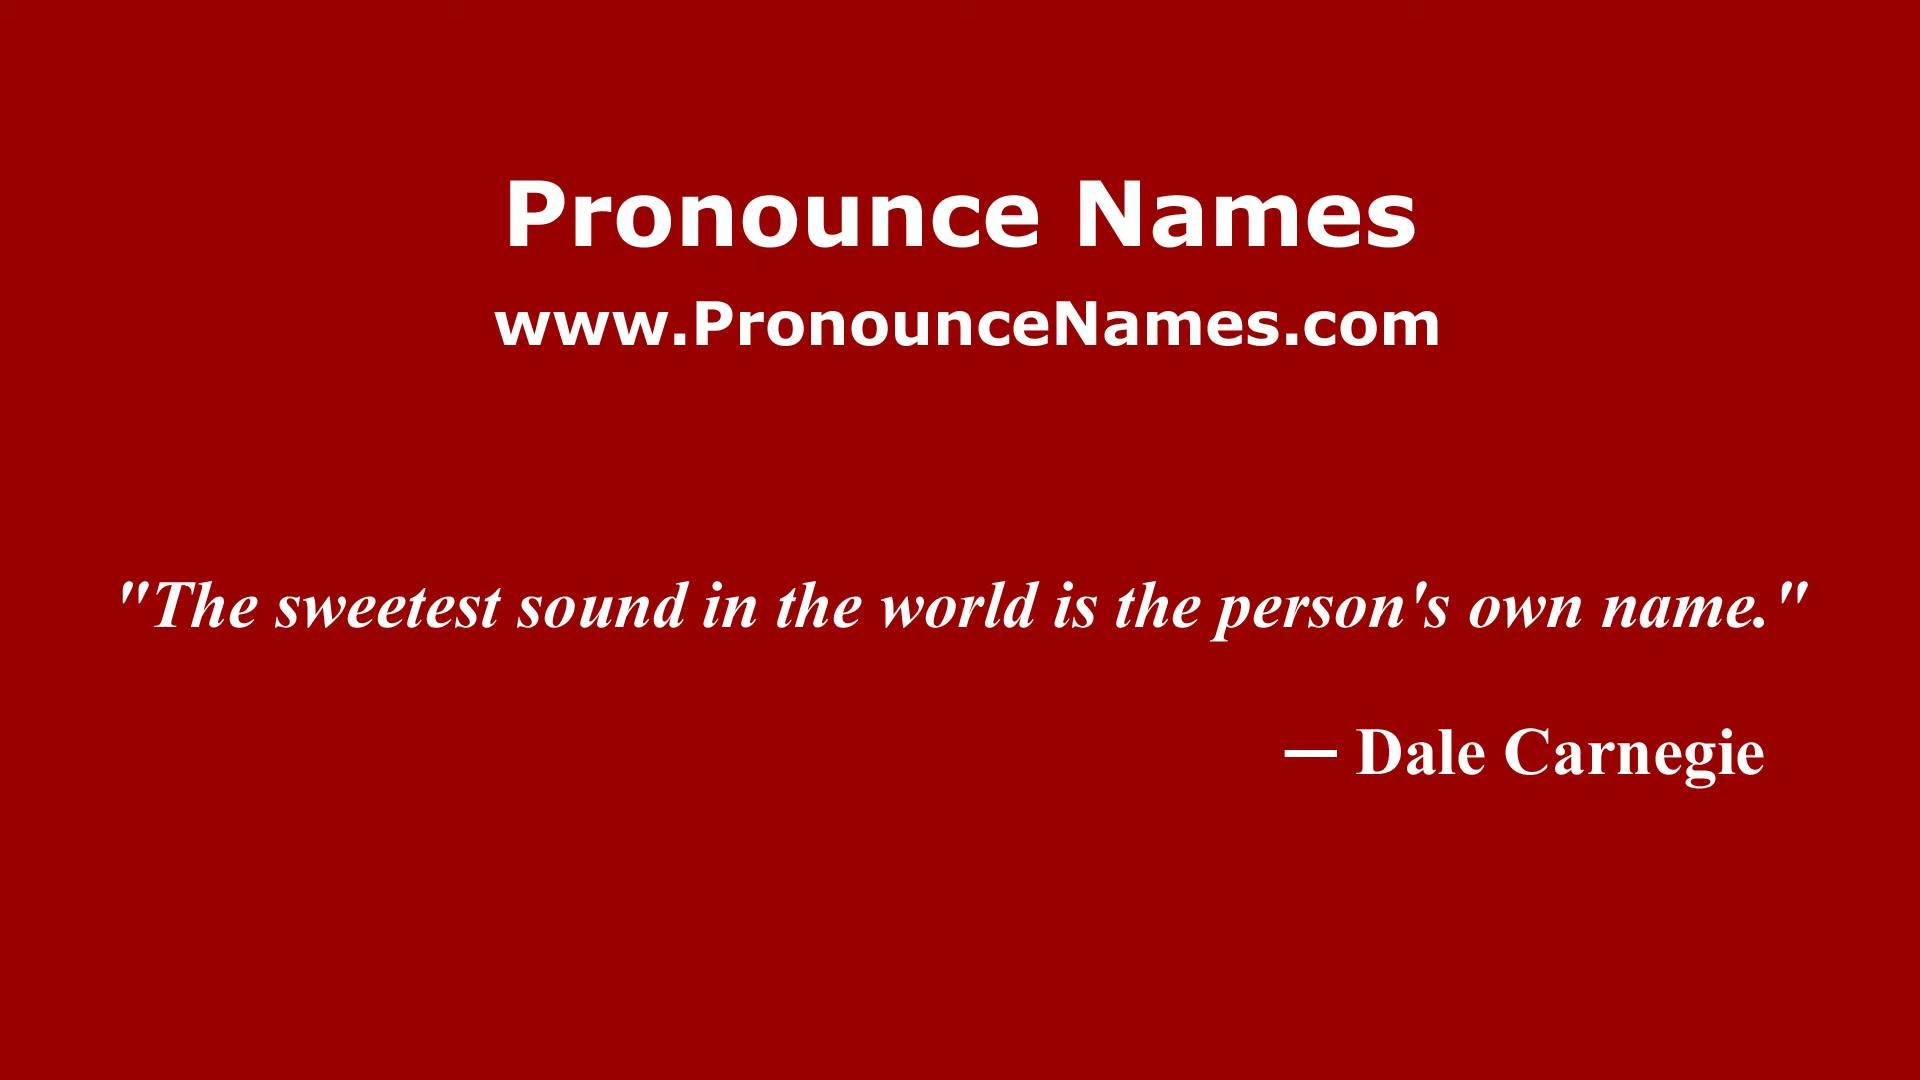 Pronounce Names
www.PronounceNames.com
"The sweetest sound in the world is the person's own name."
— Dale Carnegie